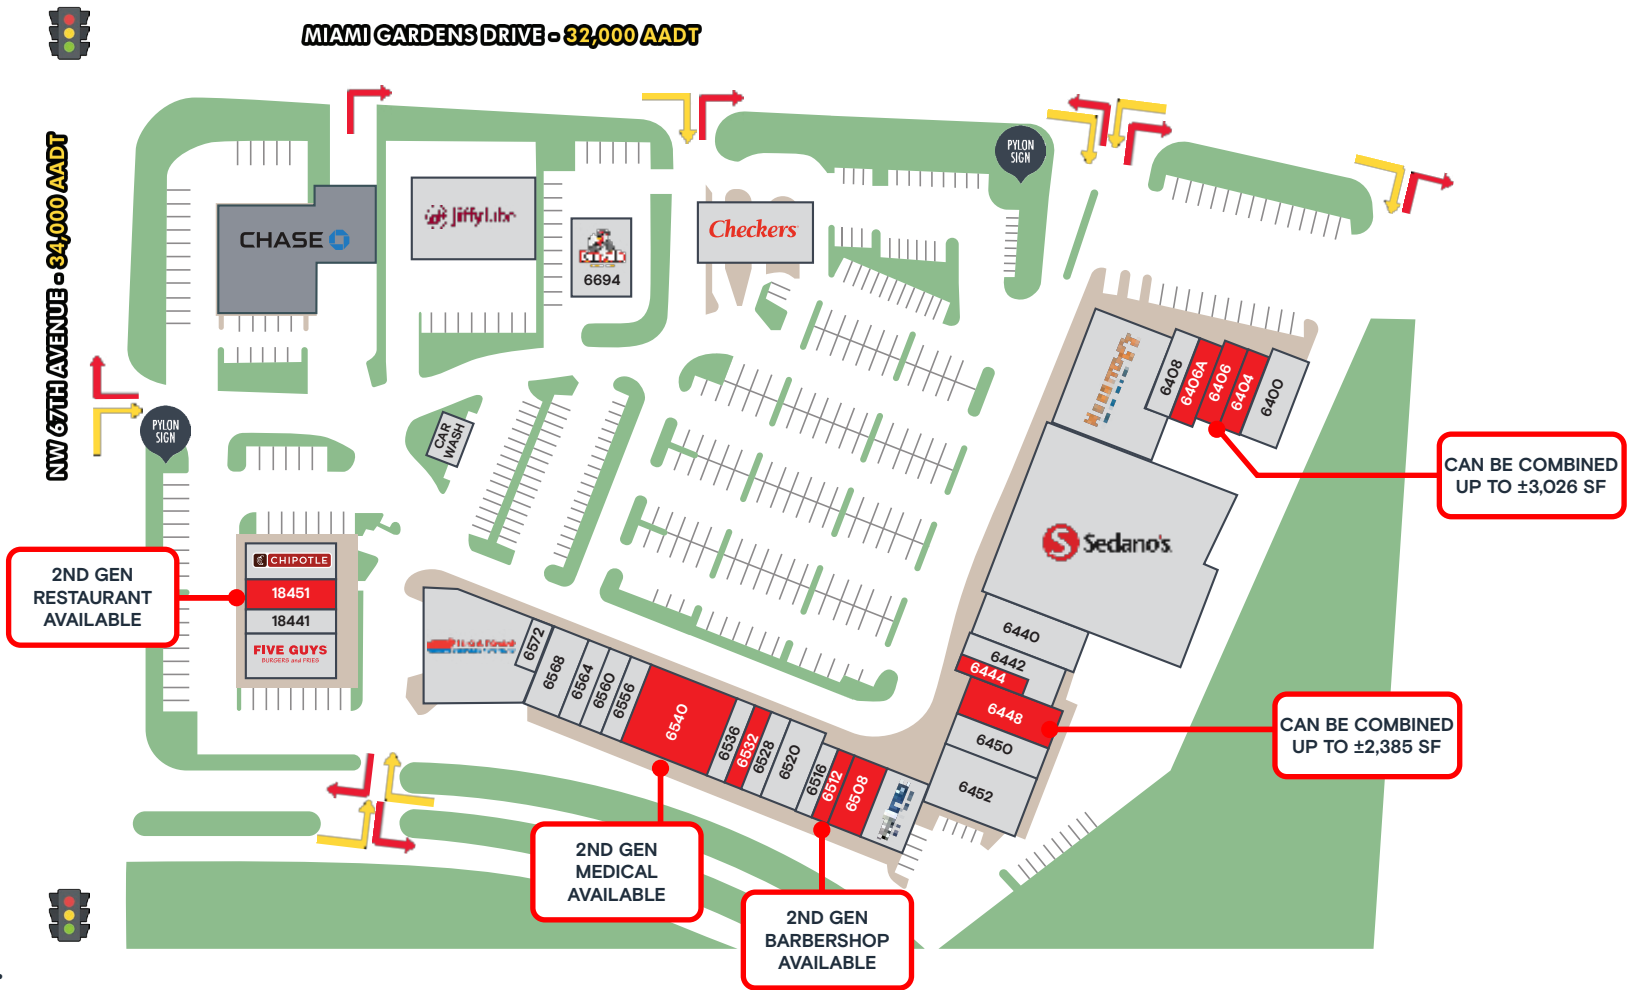 MIAMI GARDENS DRIVE - 32,000 AADT
NW 67TH AVENUE - 34,000 AADT
PYLON
SIGN
CHASE
Jiffy Lube
6694
Checkers
PYLON
SIGN
CAR
WASH
6408
6406A
6406
6404
6400
CAN BE COMBINED
UP TO ±3,026 SF
Sedano's
CHIPOTLE
18451
18441
FIVE GUYS
BURGERS and FRIES
2ND GEN
RESTAURANT
AVAILABLE
6572
6568
6564
6560
6556
6540
6536
6532
6528
6520
6516
6512
6508
6440
6442
6444
6448
6450
6452
CAN BE COMBINED
UP TO ±2,385 SF
2ND GEN
MEDICAL
AVAILABLE
2ND GEN
BARBERSHOP
AVAILABLE